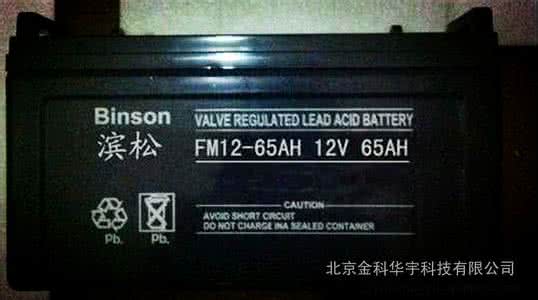 Binson
滨松
VALVE REGULATED LEAD ACID BATTERY
FM12-65AH 12V 65AH
CAUTION
AVOID SHORT CIRCUIT
DO NOT CHARGE INA SEALED CONTAINER
Pb. Pb.
北京金科华宇科技有限公司